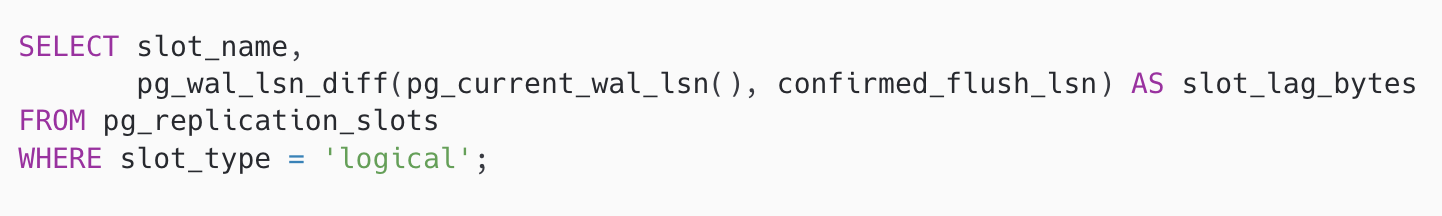 SELECT slot_name,
       pg_wal_lsn_diff(pg_current_wal_lsn(), confirmed_flush_lsn) AS slot_lag_bytes
FROM pg_replication_slots
WHERE slot_type = 'logical';